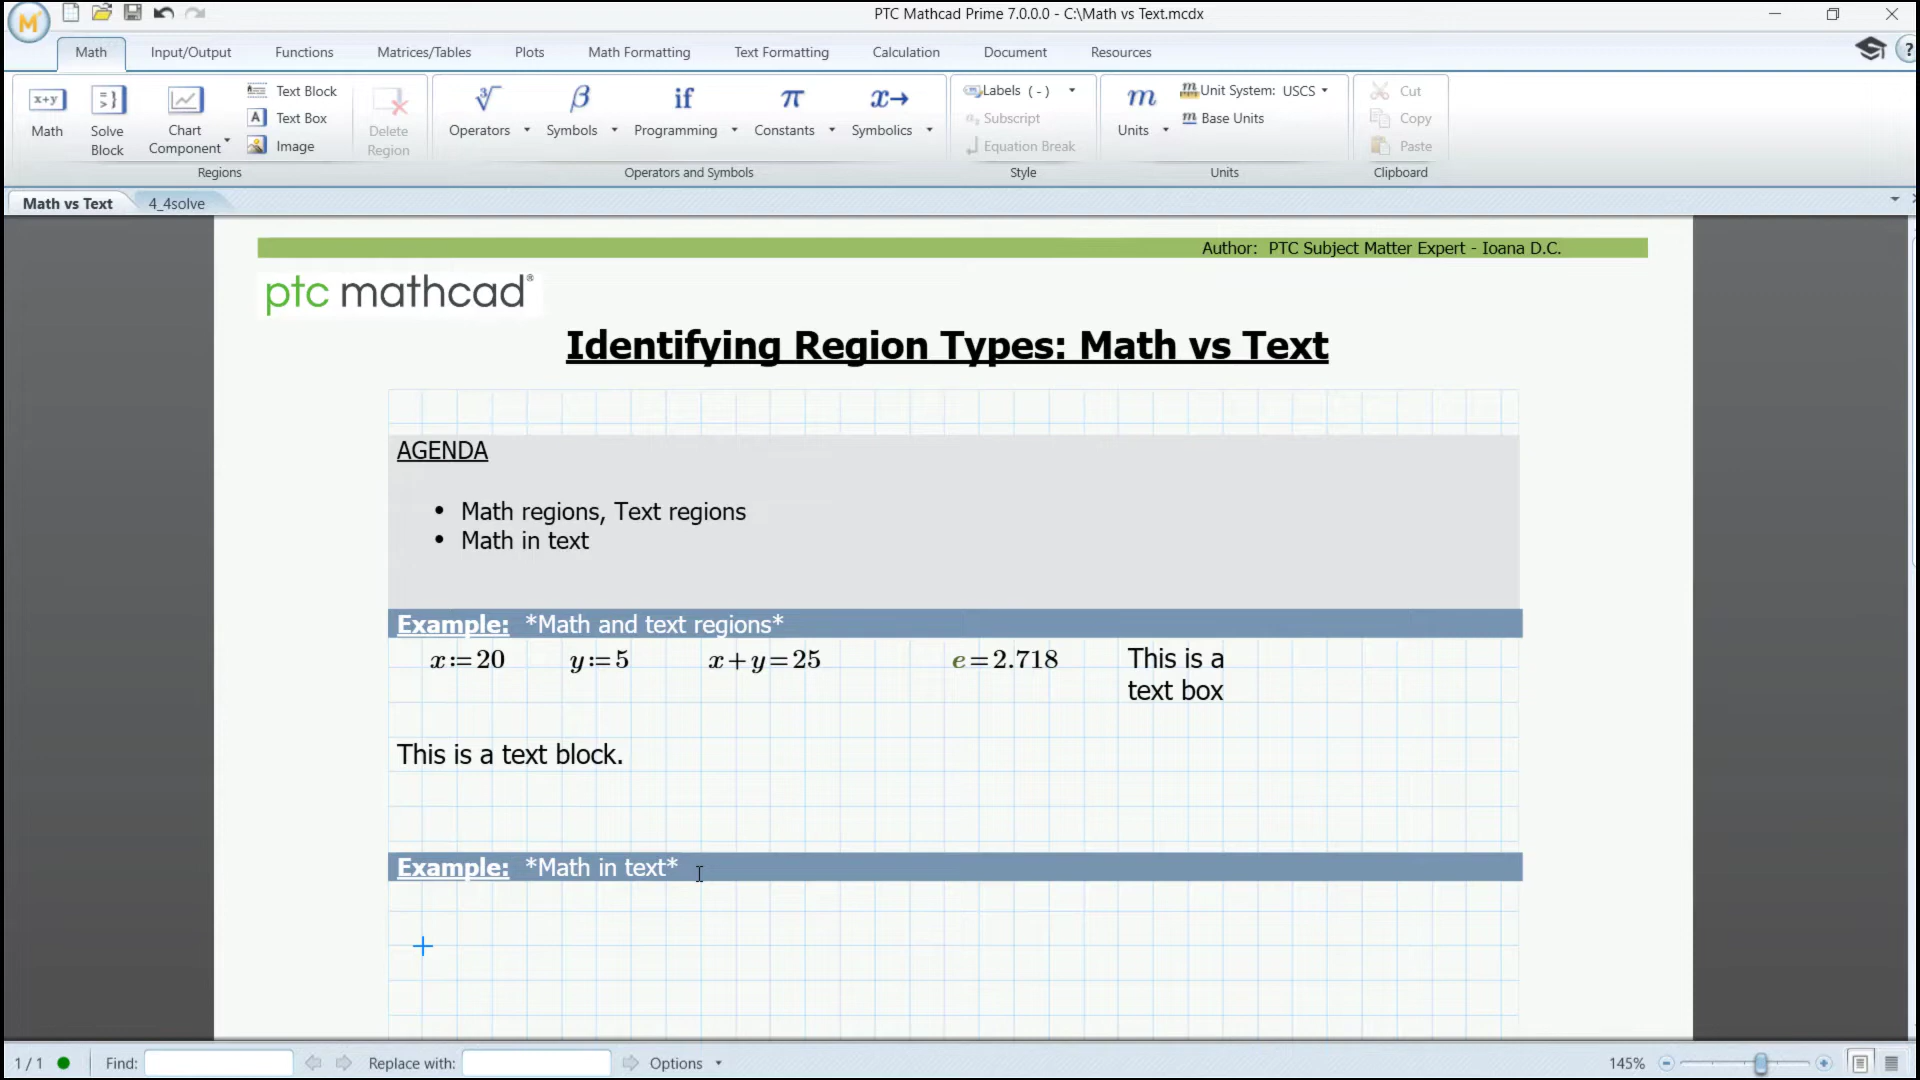 PTC Mathcad Prime 7.0.0.0 - C:\Math vs Text.mcdx
Math Input/Output Functions Matrices/Tables Plots Math Formatting Text Formatting Calculation Document Resources
Math
Solve Block
Chart Component
Text Block
Text Box
Image
Delete Region
Regions
Operators
Symbols
Programming
Constants
Symbolics
Operators and Symbols
Labels ( - )
Subscript
Equation Break
Style
Units
Unit System: USCS
Base Units
Units
Cut
Copy
Paste
Clipboard
Math vs Text 4_4solve
Author: PTC Subject Matter Expert - Ioana D.C.
ptc mathcad®
Identifying Region Types: Math vs Text
AGENDA
• Math regions, Text regions
• Math in text
Example: *Math and text regions*
x:=20 y:=5 x+y=25 e=2.718 This is a
text box
This is a text block.
Example: *Math in text*
1 / 1 Find: Replace with: Options 145%